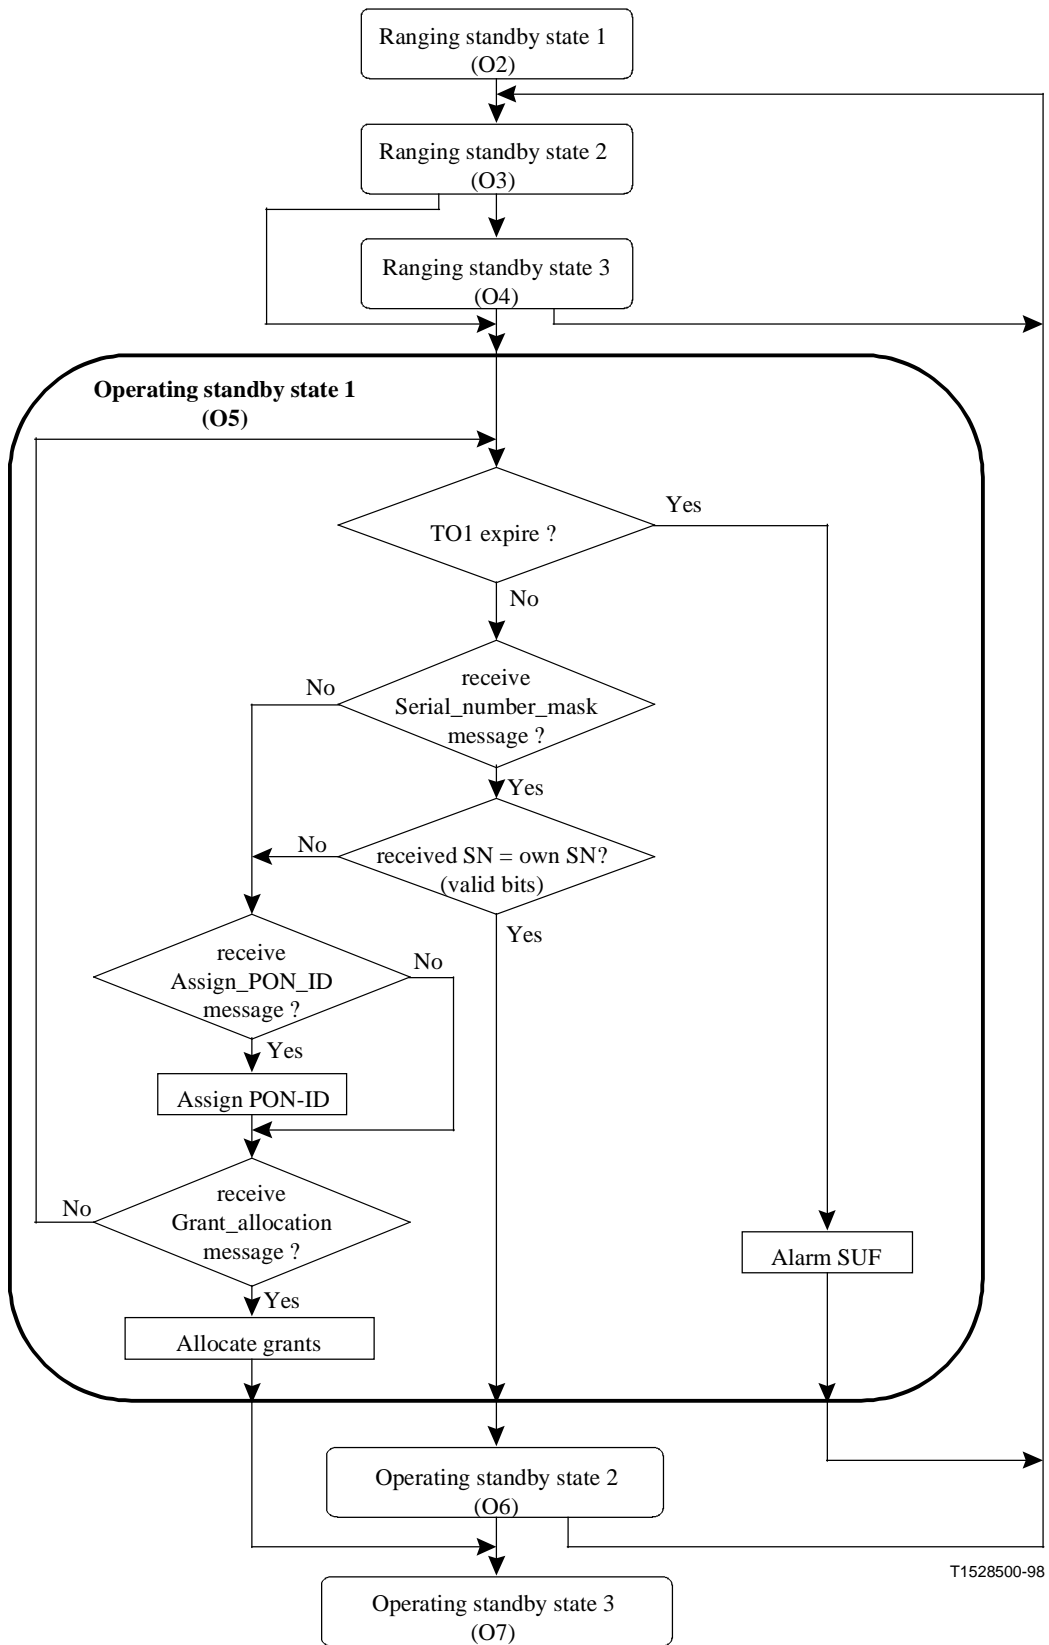 Ranging standby state 1
(O2)
Ranging standby state 2
(O3)
Ranging standby state 3
(O4)
Operating standby state 1
(O5)
TO1 expire ?
Yes
No
receive
Serial_number_mask
message ?
No
Yes
received SN = own SN?
(valid bits)
No
Yes
receive
Assign_PON_ID
message ?
No
Yes
Assign PON-ID
receive
Grant_allocation
message ?
No
Yes
Allocate grants
Alarm SUF
Operating standby state 2
(O6)
T1528500-98
Operating standby state 3
(O7)